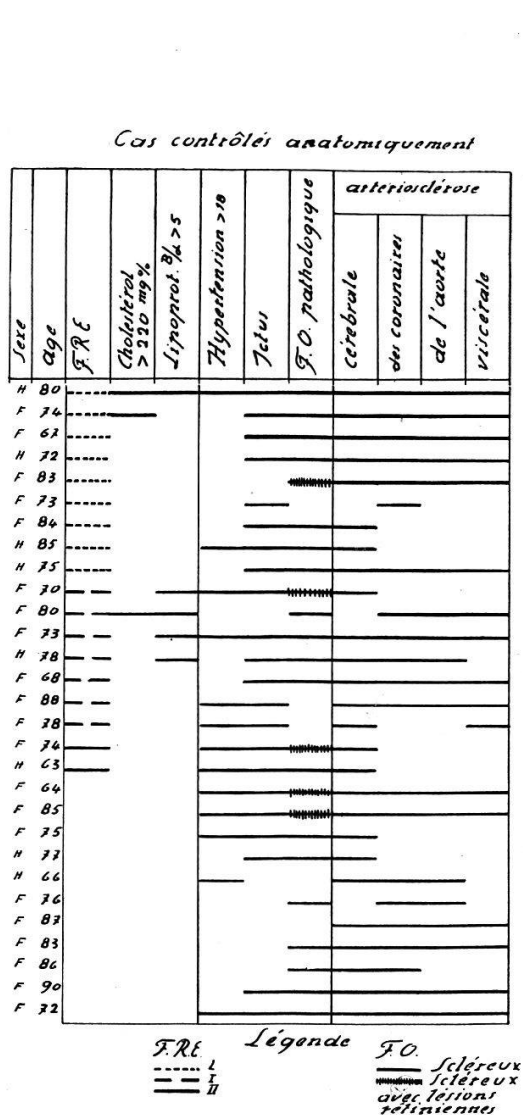 Cas contrôlés anatomiquement
Sexe
age
F.R.E
Cholestérol
> 220 mg%
Lipoprot. B/α > 5
Hypertension > 18
Ictus
F.O. pathologique
artériosclérose
cérébrale
des coronaires
de l'aorte
viscérale
H 80
F 74
F 67
H 72
F 83
F 73
F 84
H 85
H 75
F 70
F 80
F 73
H 78
F 68
F 88
F 78
F 74
H 63
F 64
F 85
F 75
H 77
H 66
F 76
F 87
F 83
F 86
F 90
F 72
Légende
F.R.E.
L
I
II
F.O.
Scléreux
Scléreux
avec lésions
rétiniennes